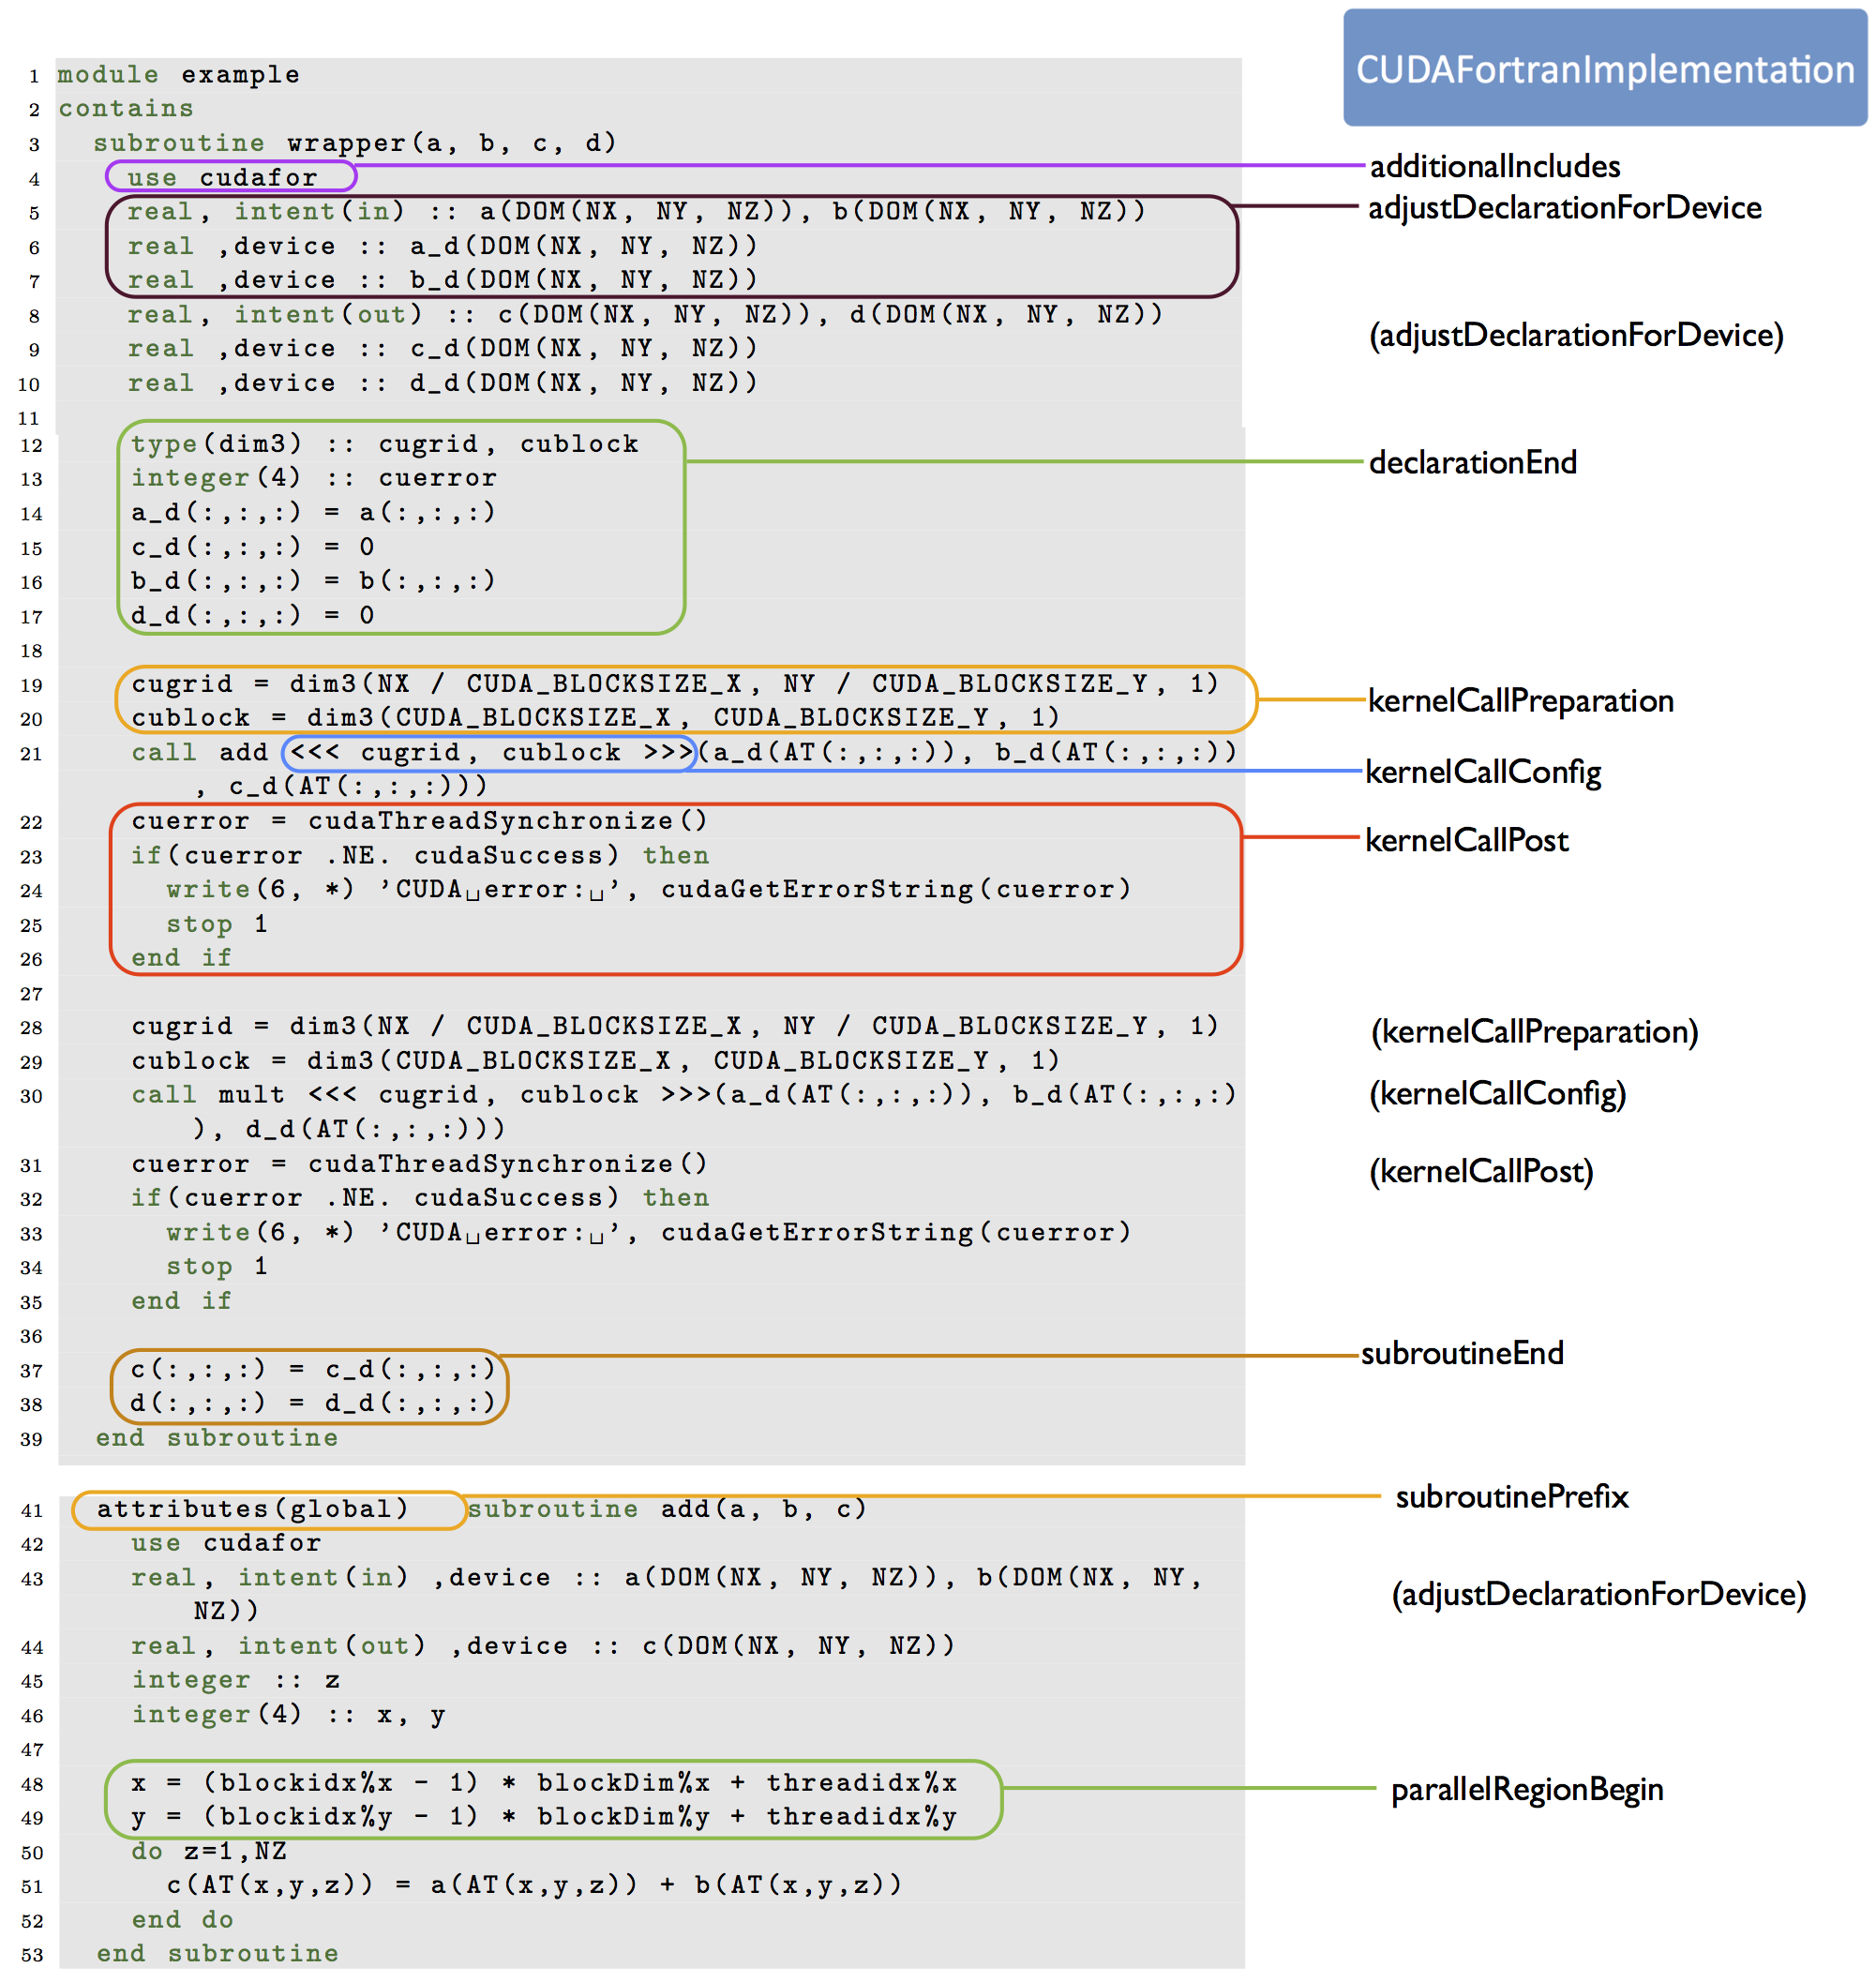 CUDAFortranImplementation
1 module example
2 contains
3 subroutine wrapper(a, b, c, d)
4 use cudafor
additionalIncludes
5 real, intent(in) :: a(DOM(NX, NY, NZ)), b(DOM(NX, NY, NZ))
adjustDeclarationForDevice
6 real ,device :: a_d(DOM(NX, NY, NZ))
7 real ,device :: b_d(DOM(NX, NY, NZ))
8 real, intent(out) :: c(DOM(NX, NY, NZ)), d(DOM(NX, NY, NZ))
(adjustDeclarationForDevice)
9 real ,device :: c_d(DOM(NX, NY, NZ))
10 real ,device :: d_d(DOM(NX, NY, NZ))
11
12 type(dim3) :: cugrid, cublock
declarationEnd
13 integer(4) :: cuerror
14 a_d(:,:,:) = a(:,:,:)
15 c_d(:,:,:) = 0
16 b_d(:,:,:) = b(:,:,:)
17 d_d(:,:,:) = 0
18
19 cugrid = dim3(NX / CUDA_BLOCKSIZE_X, NY / CUDA_BLOCKSIZE_Y, 1)
kernelCallPreparation
20 cublock = dim3(CUDA_BLOCKSIZE_X, CUDA_BLOCKSIZE_Y, 1)
21 call add <<< cugrid, cublock >>>(a_d(AT(:,:,:)), b_d(AT(:,:,:))
kernelCallConfig
, c_d(AT(:,:,:)))
22 cuerror = cudaThreadSynchronize()
kernelCallPost
23 if(cuerror .NE. cudaSuccess) then
24 write(6, *) ’CUDA␣error:␣’, cudaGetErrorString(cuerror)
25 stop 1
26 end if
27
28 cugrid = dim3(NX / CUDA_BLOCKSIZE_X, NY / CUDA_BLOCKSIZE_Y, 1)
(kernelCallPreparation)
29 cublock = dim3(CUDA_BLOCKSIZE_X, CUDA_BLOCKSIZE_Y, 1)
30 call mult <<< cugrid, cublock >>>(a_d(AT(:,:,:)), b_d(AT(:,:,:)
(kernelCallConfig)
), d_d(AT(:,:,:)))
31 cuerror = cudaThreadSynchronize()
(kernelCallPost)
32 if(cuerror .NE. cudaSuccess) then
33 write(6, *) ’CUDA␣error:␣’, cudaGetErrorString(cuerror)
34 stop 1
35 end if
36
37 c(:,:,:) = c_d(:,:,:)
subroutineEnd
38 d(:,:,:) = d_d(:,:,:)
39 end subroutine
41 attributes(global) subroutine add(a, b, c)
subroutinePrefix
42 use cudafor
43 real, intent(in) ,device :: a(DOM(NX, NY, NZ)), b(DOM(NX, NY,
(adjustDeclarationForDevice)
NZ))
44 real, intent(out) ,device :: c(DOM(NX, NY, NZ))
45 integer :: z
46 integer(4) :: x, y
47
48 x = (blockidx%x - 1) * blockDim%x + threadidx%x
parallelRegionBegin
49 y = (blockidx%y - 1) * blockDim%y + threadidx%y
50 do z=1,NZ
51 c(AT(x,y,z)) = a(AT(x,y,z)) + b(AT(x,y,z))
52 end do
53 end subroutine